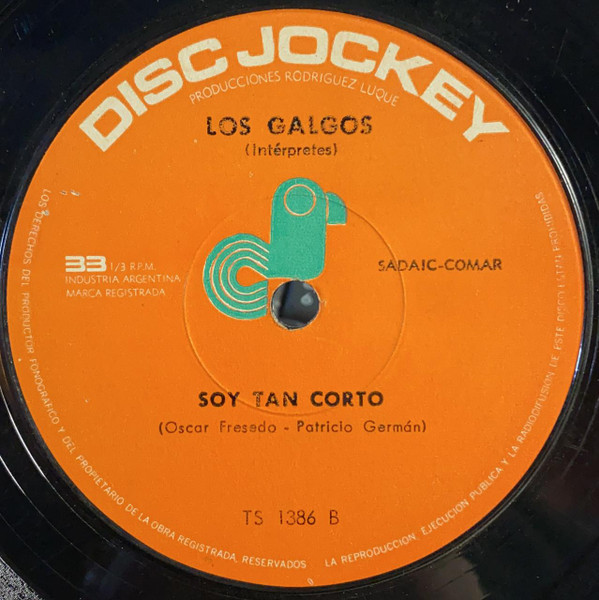 DISC JOCKEY
PRODUCCIONES RODRIGUEZ LUQUE
LOS GALGOS
(Intérpretes)
33 1/3 R.P.M.
INDUSTRIA ARGENTINA
MARCA REGISTRADA
SADAIC-COMAR
SOY TAN CORTO
(Oscar Fresedo - Patricio Germán)
TS 1386 B
LOS DERECHOS DEL PRODUCTOR FONOGRAFICO Y DEL PROPIETARIO DE LA OBRA REGISTRADA, RESERVADOS
LA REPRODUCCION, EJECUCION PUBLICA Y LA RADIODIFUSION DE ESTE DISCO ESTAN PROHIBIDAS